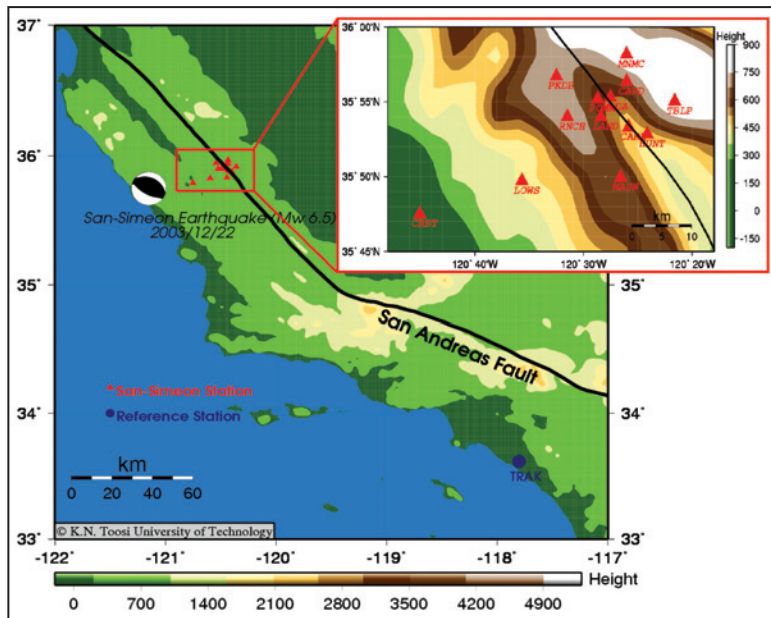 37˚
36˚
35˚
34˚
33˚
-122 -121 -120 -119 -118 -117
35˚
34˚
33˚
San-Simeon Earthquake (Mw 6.5)
2003/12/22
San Andreas Fault
San-Simeon Station
Reference Station
km
0 20 40 60
TRAK
© K.N. Toosi University of Technology
36˚ 00'N
35˚ 55'N
35˚ 50'N
35˚ 45'N
120˚ 40'W 120˚ 30'W 120˚ 20'W
MNMC
PKDB
TBLP
RNCH
HUNT
LOWS
MASW
CRBT
km
0 5 10
Height
900
750
600
450
300
150
0
-150
0 700 1400 2100 2800 3500 4200 4900
Height